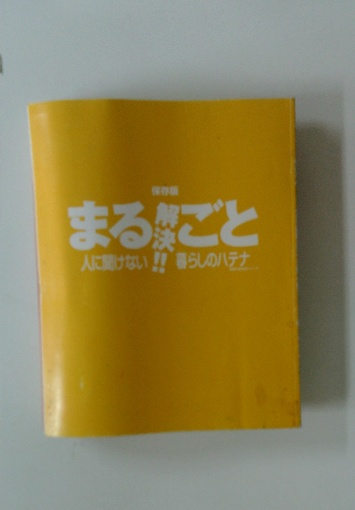 保存版
まるごと解決!!
人に聞けない暮らしのハテナ